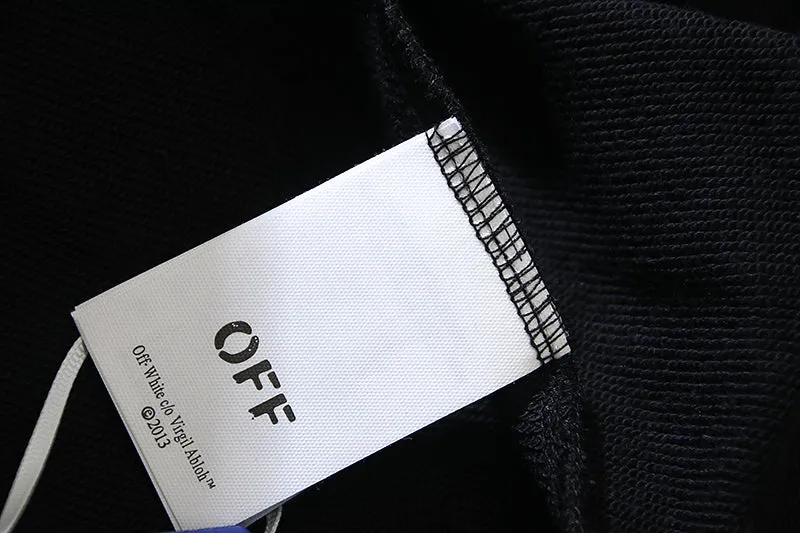 OFF
Off-White c/o Virgil Abloh™
©2013